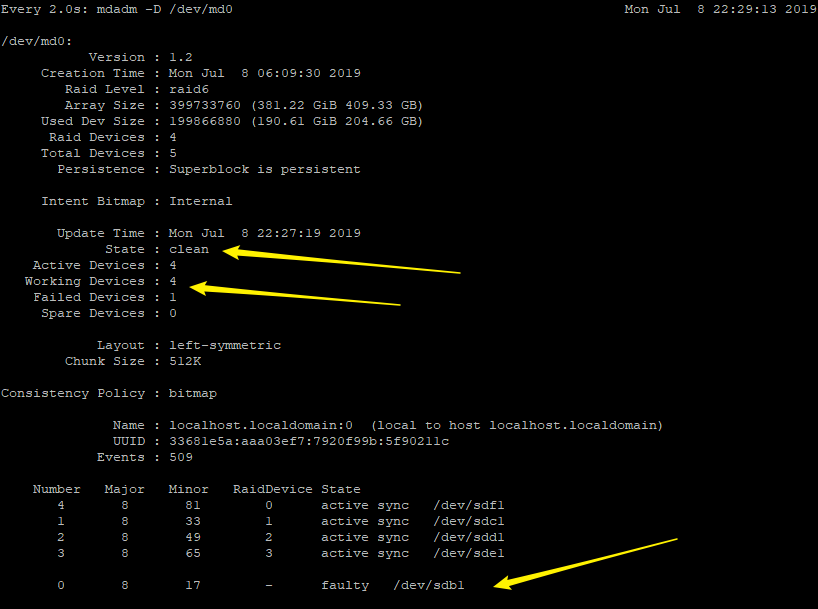 Every 2.0s: mdadm -D /dev/md0 Mon Jul 8 22:29:13 2019
/dev/md0:
Version : 1.2
Creation Time : Mon Jul 8 06:09:30 2019
Raid Level : raid6
Array Size : 399733760 (381.22 GiB 409.33 GB)
Used Dev Size : 199866880 (190.61 GiB 204.66 GB)
Raid Devices : 4
Total Devices : 5
Persistence : Superblock is persistent
Intent Bitmap : Internal
Update Time : Mon Jul 8 22:27:19 2019
State : clean
Active Devices : 4
Working Devices : 4
Failed Devices : 1
Spare Devices : 0
Layout : left-symmetric
Chunk Size : 512K
Consistency Policy : bitmap
Name : localhost.localdomain:0 (local to host localhost.localdomain)
UUID : 33681e5a:aaa03ef7:7920f99b:5f90211c
Events : 509
Number Major Minor RaidDevice State
4 8 81 0 active sync /dev/sdf1
1 8 33 1 active sync /dev/sdc1
2 8 49 2 active sync /dev/sdd1
3 8 65 3 active sync /dev/sde1
0 8 17 - faulty /dev/sdb1